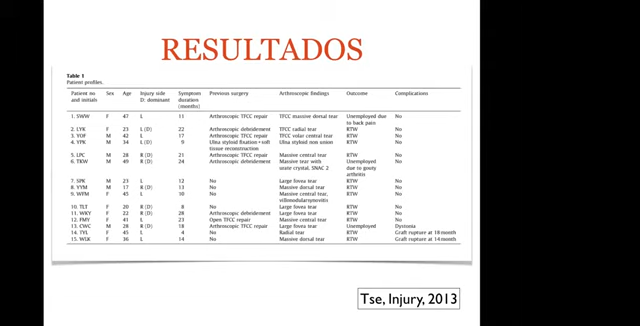 RESULTADOS
Table 1
Patient profiles.
Patient no and initials Sex Age Injury side D: dominant Symptom duration (months) Previous surgery Arthroscopic findings Outcome Complications
1. SWW F 47 L 11 Arthroscopic TFCC repair TFCC massive dorsal tear Unemployed due to back pain No
2. LYK F 23 L (D) 22 Arthroscopic debridement TFCC radial tear RTW No
3. YOF M 42 L 17 Arthroscopic TFCC repair TFCC volar central tear RTW No
4. YPK M 34 L (D) 9 Ulna styloid fixation + soft tissue reconstruction Ulna styloid non union RTW No
5. LPC M 28 R (D) 21 Arthroscopic TFCC repair Massive central tear RTW No
6. TKW M 49 R (D) 24 Arthroscopic debridement Massive tear with urate crystal, SNAC 2 Unemployed due to gouty arthritis No
7. SPK M 23 L 12 No Large fovea tear RTW No
8. YYM M 17 R (D) 13 No Massive dorsal tear RTW No
9. WFM F 45 L 10 No Massive central tear, villinodularsynovitis RTW No
10. TLT F 20 R (D) 8 No Large fovea tear RTW No
11. WKY F 22 R (D) 28 Arthroscopic debridement Large fovea tear RTW No
12. FMY F 41 L 23 Open TFCC repair Massive central tear RTW No
13. CWC M 28 R (D) 18 Arthroscopic TFCC repair Large fovea tear Unemployed Dystonia
14. TYL F 45 L 4 No Radial tear RTW Graft rupture at 18 month
15. WLK F 36 L 14 No Massive dorsal tear RTW Graft rupture at 14 month
Tse, Injury, 2013